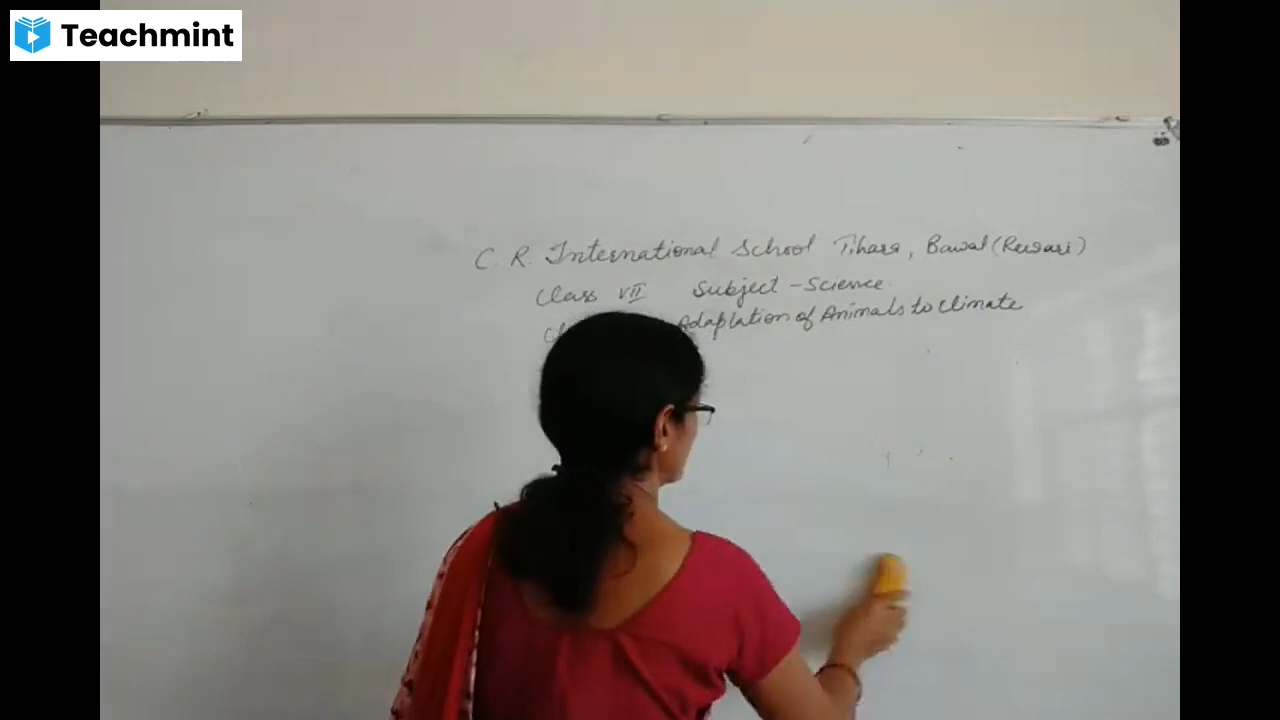 Teachmint
C. R. International School Tihara, Bawal (Rewari)
Class VII Subject - Science
Adaptation of Animals to Climate